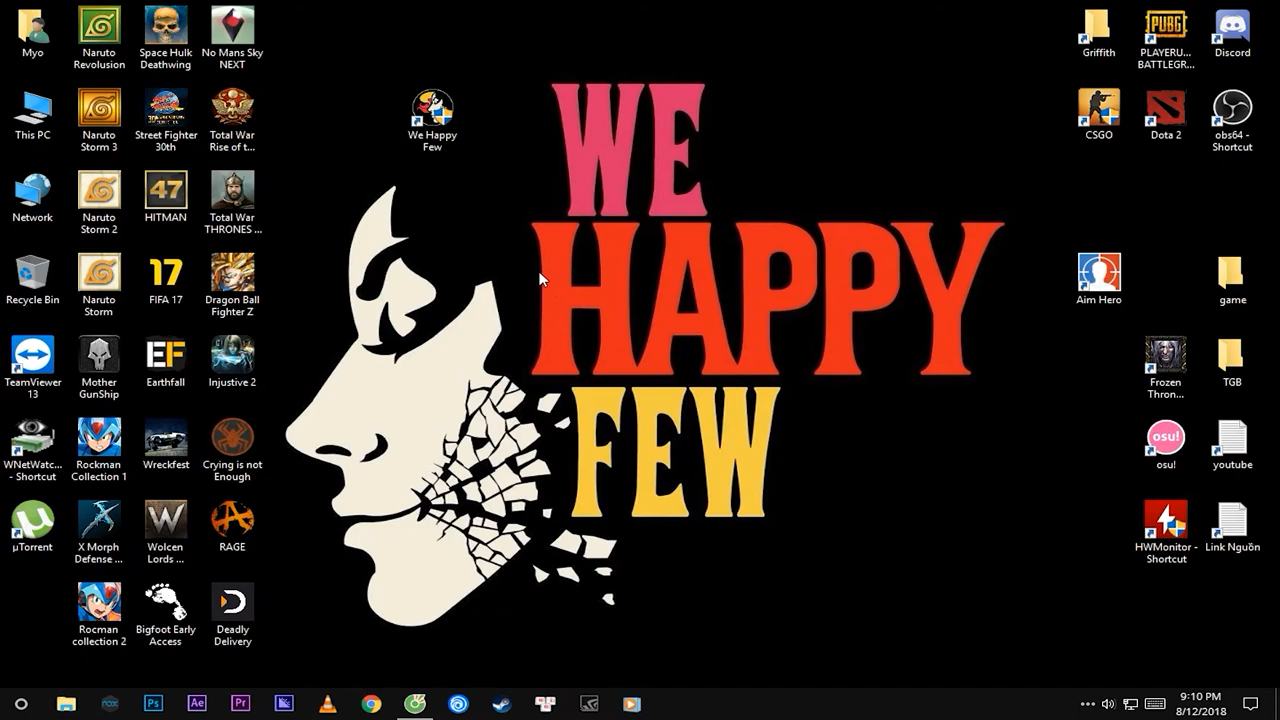 Myo
Naruto
Revolusion
Space Hulk
Deathwing
No Mans Sky
NEXT
This PC
Naruto
Storm 3
Street Fighter
30th
Total War
Rise of t...
Network
Naruto
Storm 2
47
HITMAN
Total War
THRONES ...
Recycle Bin
Naruto
Storm
17
FIFA 17
Dragon Ball
Fighter Z
TeamViewer
13
Mother
GunShip
EF
Earthfall
Injustive 2
WNetWatc...
- Shortcut
Rockman
Collection 1
Wreckfest
Crying is not
Enough
µTorrent
X Morph
Defense ...
W
Wolcen
Lords ...
RAGE
Rocman
collection 2
Bigfoot Early
Access
Deadly
Delivery
We Happy
Few
WE
HAPPY
FEW
Griffith
PUBG
PLAYERU...
BATTLEGR...
Discord
CSGO
Dota 2
obs64 -
Shortcut
Aim Hero
game
Frozen
Thron...
TGB
osu!
osu!
youtube
HWMonitor -
Shortcut
Link Nguồn
nox
Ps
Ae
Pr
9:10 PM
8/12/2018